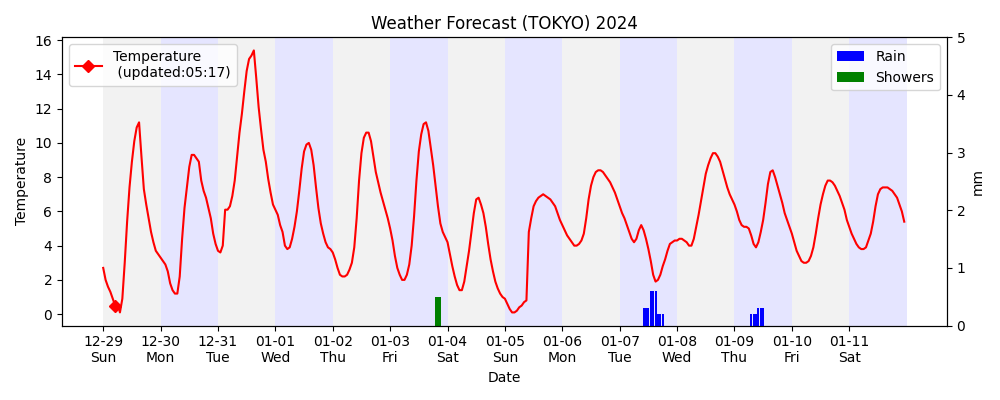 Weather Forecast (TOKYO) 2024
Temperature
(updated:05:17)
Rain
Showers
16
14
12
10
8
6
4
2
0
Temperature
5
4
3
2
1
0
mm
12-29 12-30 12-31 01-01 01-02 01-03 01-04 01-05 01-06 01-07 01-08 01-09 01-10 01-11
Sun Mon Tue Wed Thu Fri Sat Sun Mon Tue Wed Thu Fri Sat
Date